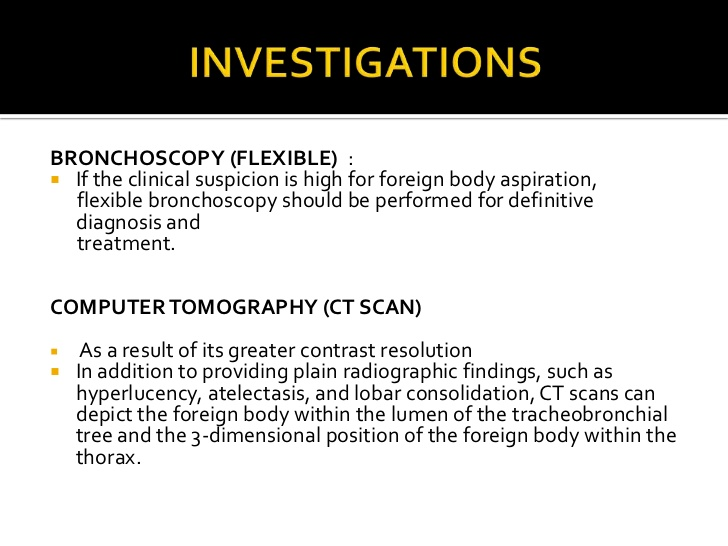 INVESTIGATIONS
BRONCHOSCOPY (FLEXIBLE) :
▪ If the clinical suspicion is high for foreign body aspiration,
flexible bronchoscopy should be performed for definitive
diagnosis and
treatment.
COMPUTER TOMOGRAPHY (CT SCAN)
▪ As a result of its greater contrast resolution
▪ In addition to providing plain radiographic findings, such as
hyperlucency, atelectasis, and lobar consolidation, CT scans can
depict the foreign body within the lumen of the tracheobronchial
tree and the 3-dimensional position of the foreign body within the
thorax.